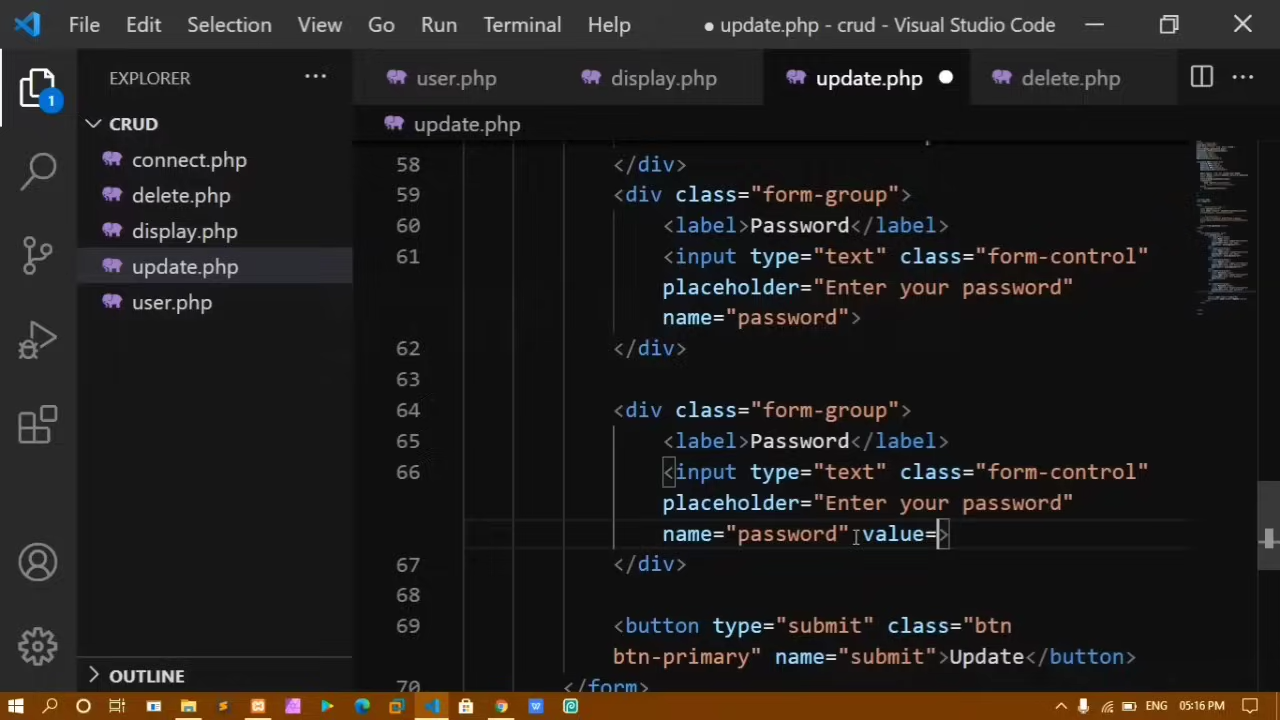 File Edit Selection View Go Run Terminal Help ● update.php - crud - Visual Studio Code
EXPLORER ···
user.php display.php update.php ● delete.php ···
1
CRUD
update.php
connect.php
delete.php
display.php
update.php
user.php
58 </div>
59 <div class="form-group">
60 <label>Password</label>
61 <input type="text" class="form-control"
placeholder="Enter your password"
name="password">
62 </div>
63
64 <div class="form-group">
65 <label>Password</label>
66 <input type="text" class="form-control"
placeholder="Enter your password"
name="password" value=>
67 </div>
68
69 <button type="submit" class="btn
btn-primary" name="submit">Update</button>
70 </form>
OUTLINE
ENG 05:16 PM